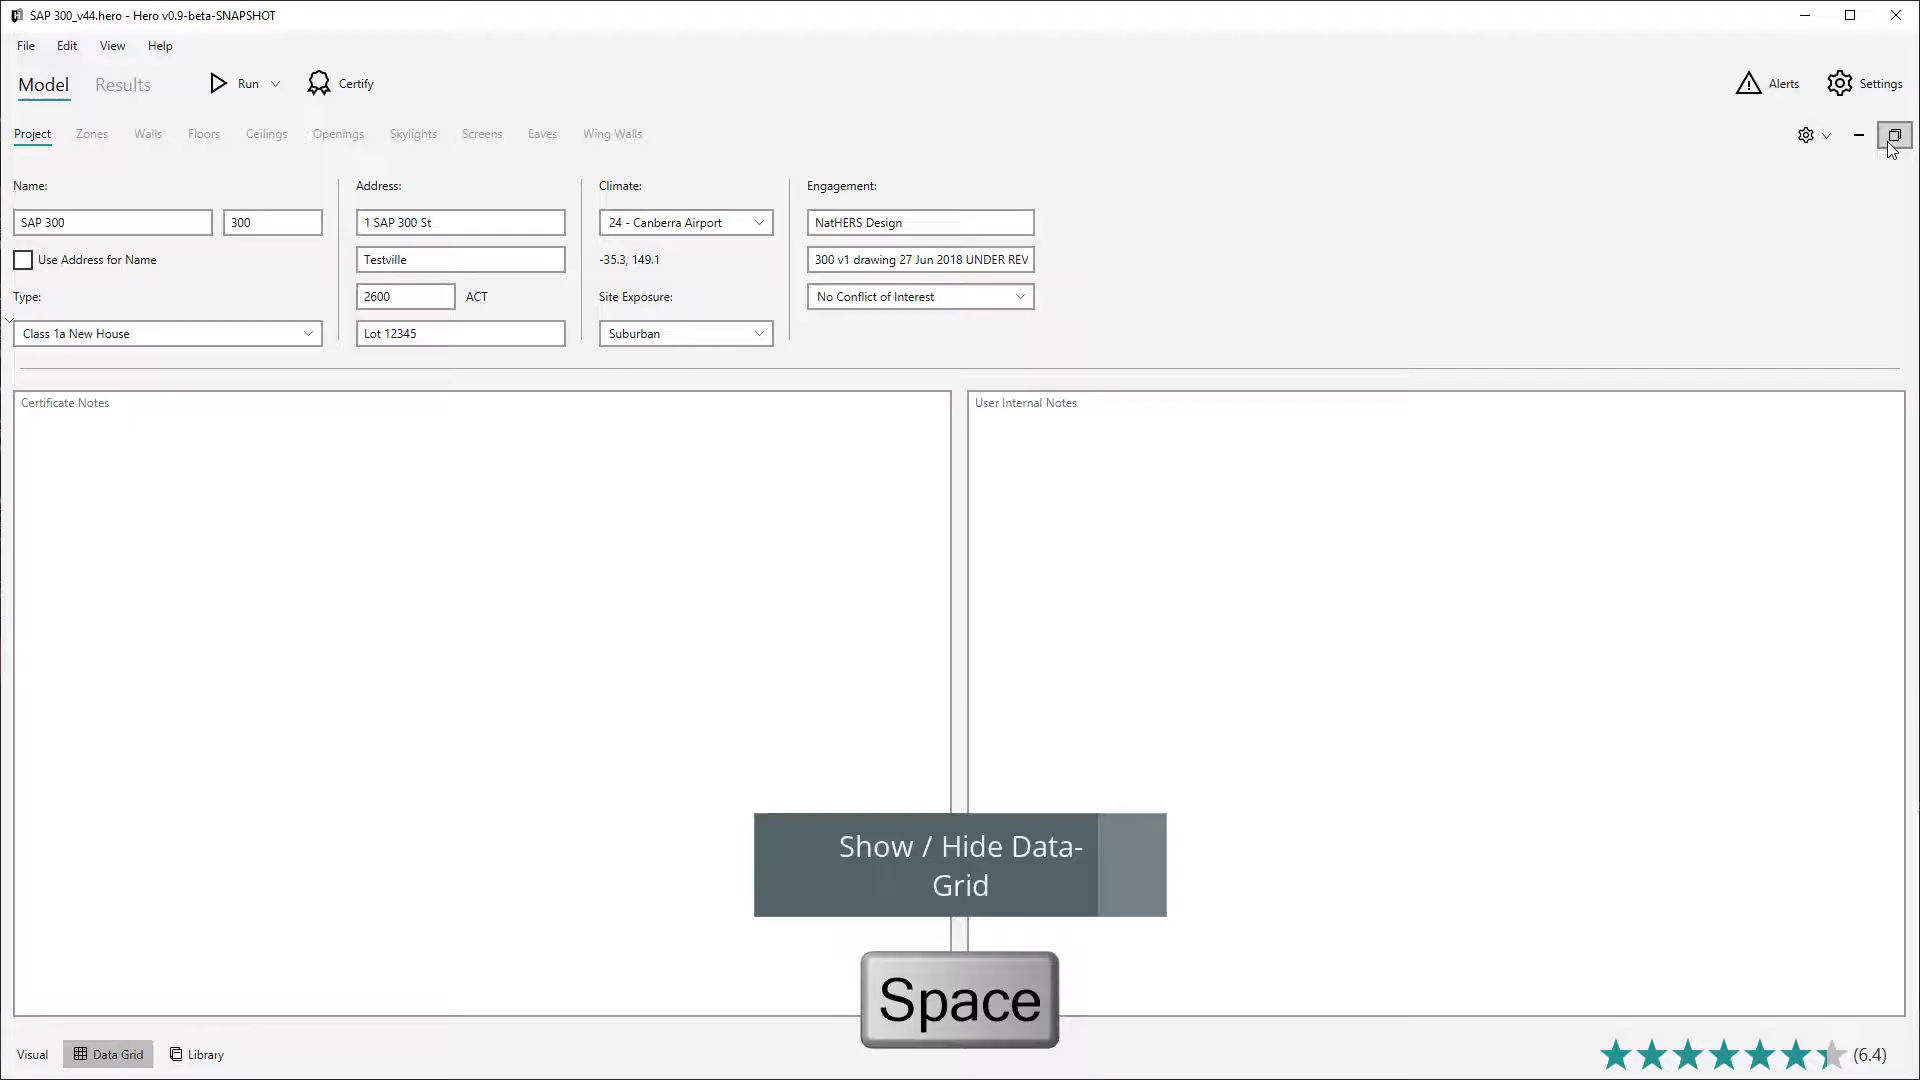 SAP 300_v44.hero - Hero v0.9-beta-SNAPSHOT
File Edit View Help
Model Results Run Certify Alerts Settings
Project Zones Walls Floors Ceilings Openings Skylights Screens Eaves Wing Walls
Name: Address: Climate: Engagement:
SAP 300 300 1 SAP 300 St 24 - Canberra Airport NatHERS Design
Use Address for Name Testville -35.3, 149.1 300 v1 drawing 27 Jun 2018 UNDER REV
Type: 2600 ACT Site Exposure: No Conflict of Interest
Class 1a New House Lot 12345 Suburban
Certificate Notes User Internal Notes
Show / Hide Data-
Grid
Space
Visual Data Grid Library (6.4)